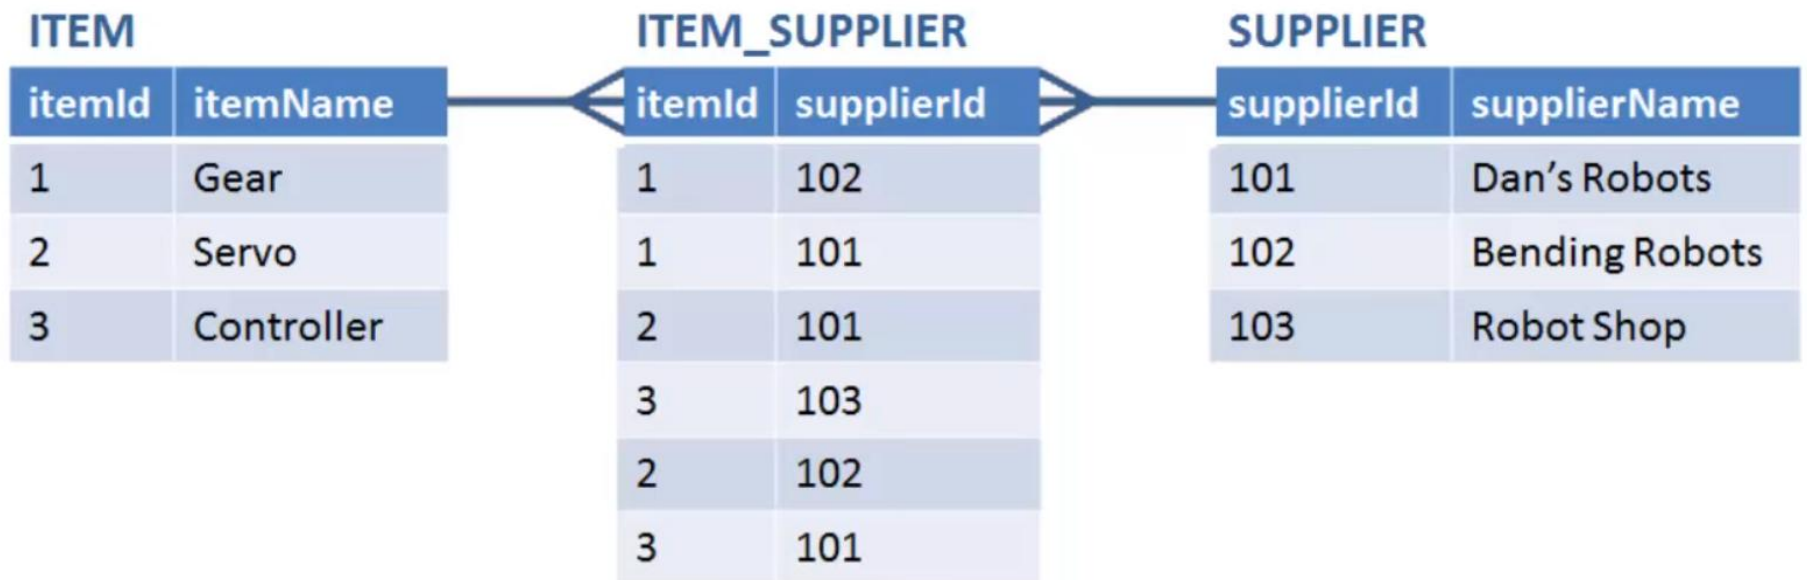 ITEM ITEM_SUPPLIER SUPPLIER
itemId itemName itemId supplierId supplierId supplierName
1 Gear 1 102 101 Dan’s Robots
2 Servo 1 101 102 Bending Robots
3 Controller 2 101 103 Robot Shop
3 103
2 102
3 101